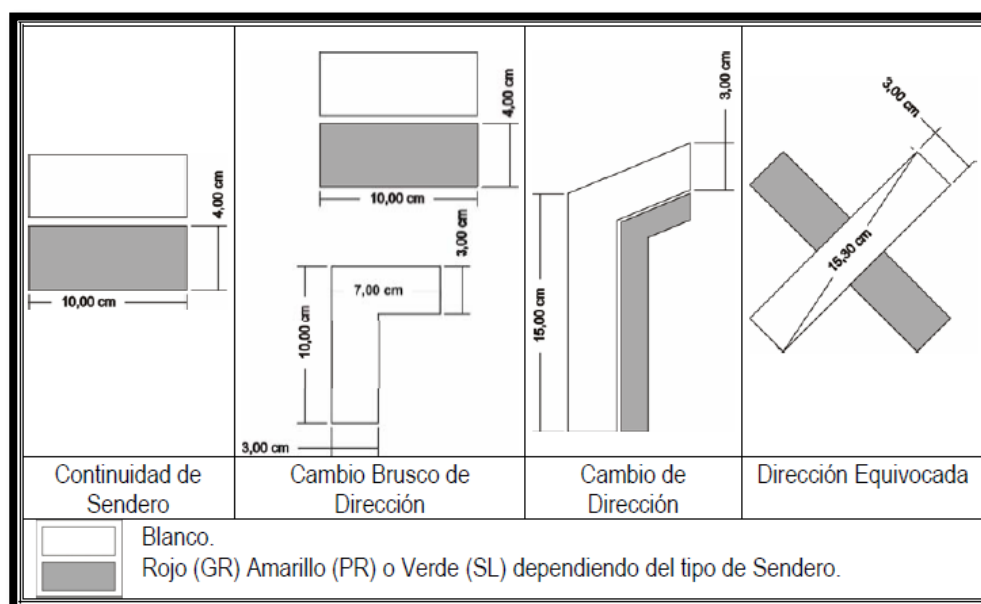 4,00 cm
10,00 cm
Continuidad de
Sendero
4,00 cm
10,00 cm
3,00 cm
7,00 cm
10,00 cm
3,00 cm
Cambio Brusco de
Dirección
3,00 cm
15,00 cm
Cambio de
Dirección
3,00 cm
15,30 cm
Dirección Equivocada
Blanco.
Rojo (GR) Amarillo (PR) o Verde (SL) dependiendo del tipo de Sendero.